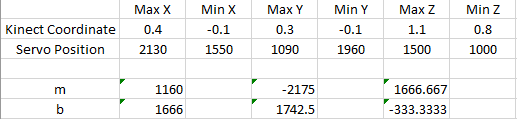 Max X Min X Max Y Min Y Max Z Min Z
Kinect Coordinate 0.4 -0.1 0.3 -0.1 1.1 0.8
Servo Position 2130 1550 1090 1960 1500 1000
m 1160 -2175 1666.667
b 1666 1742.5 -333.3333